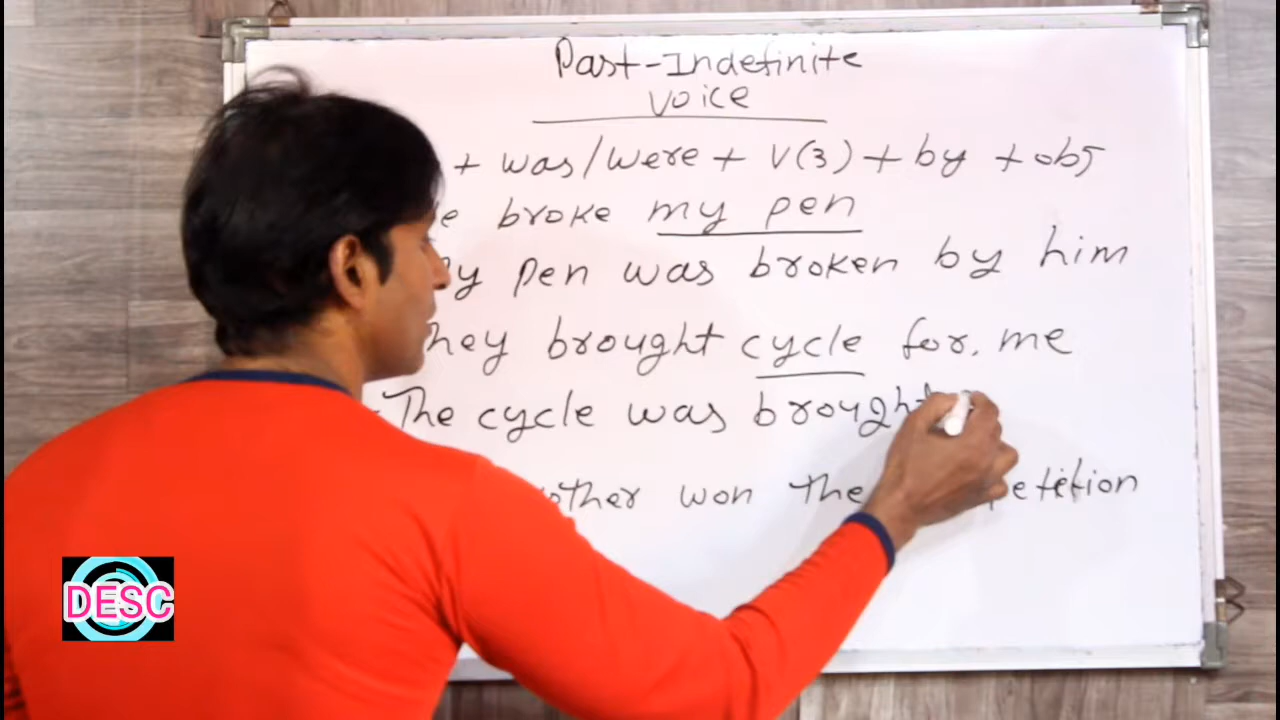 Past-Indefinite
Voice
+ was/were + V(3) + by + obj
broke my pen
pen was broken by him
brought cycle for. me
The cycle was brought
won the
DESC